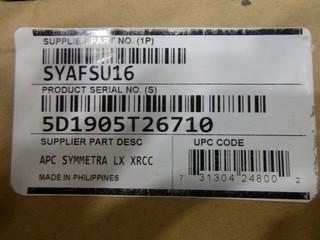 SUPPLIER PART NO. (1P)
SYAFSU16
PRODUCT SERIAL NO. (S)
5D1905T26710
SUPPLIER PART DESC
UPC CODE
APC SYMMETRA LX XRCC
MADE IN PHILIPPINES
7 31304 24800 2